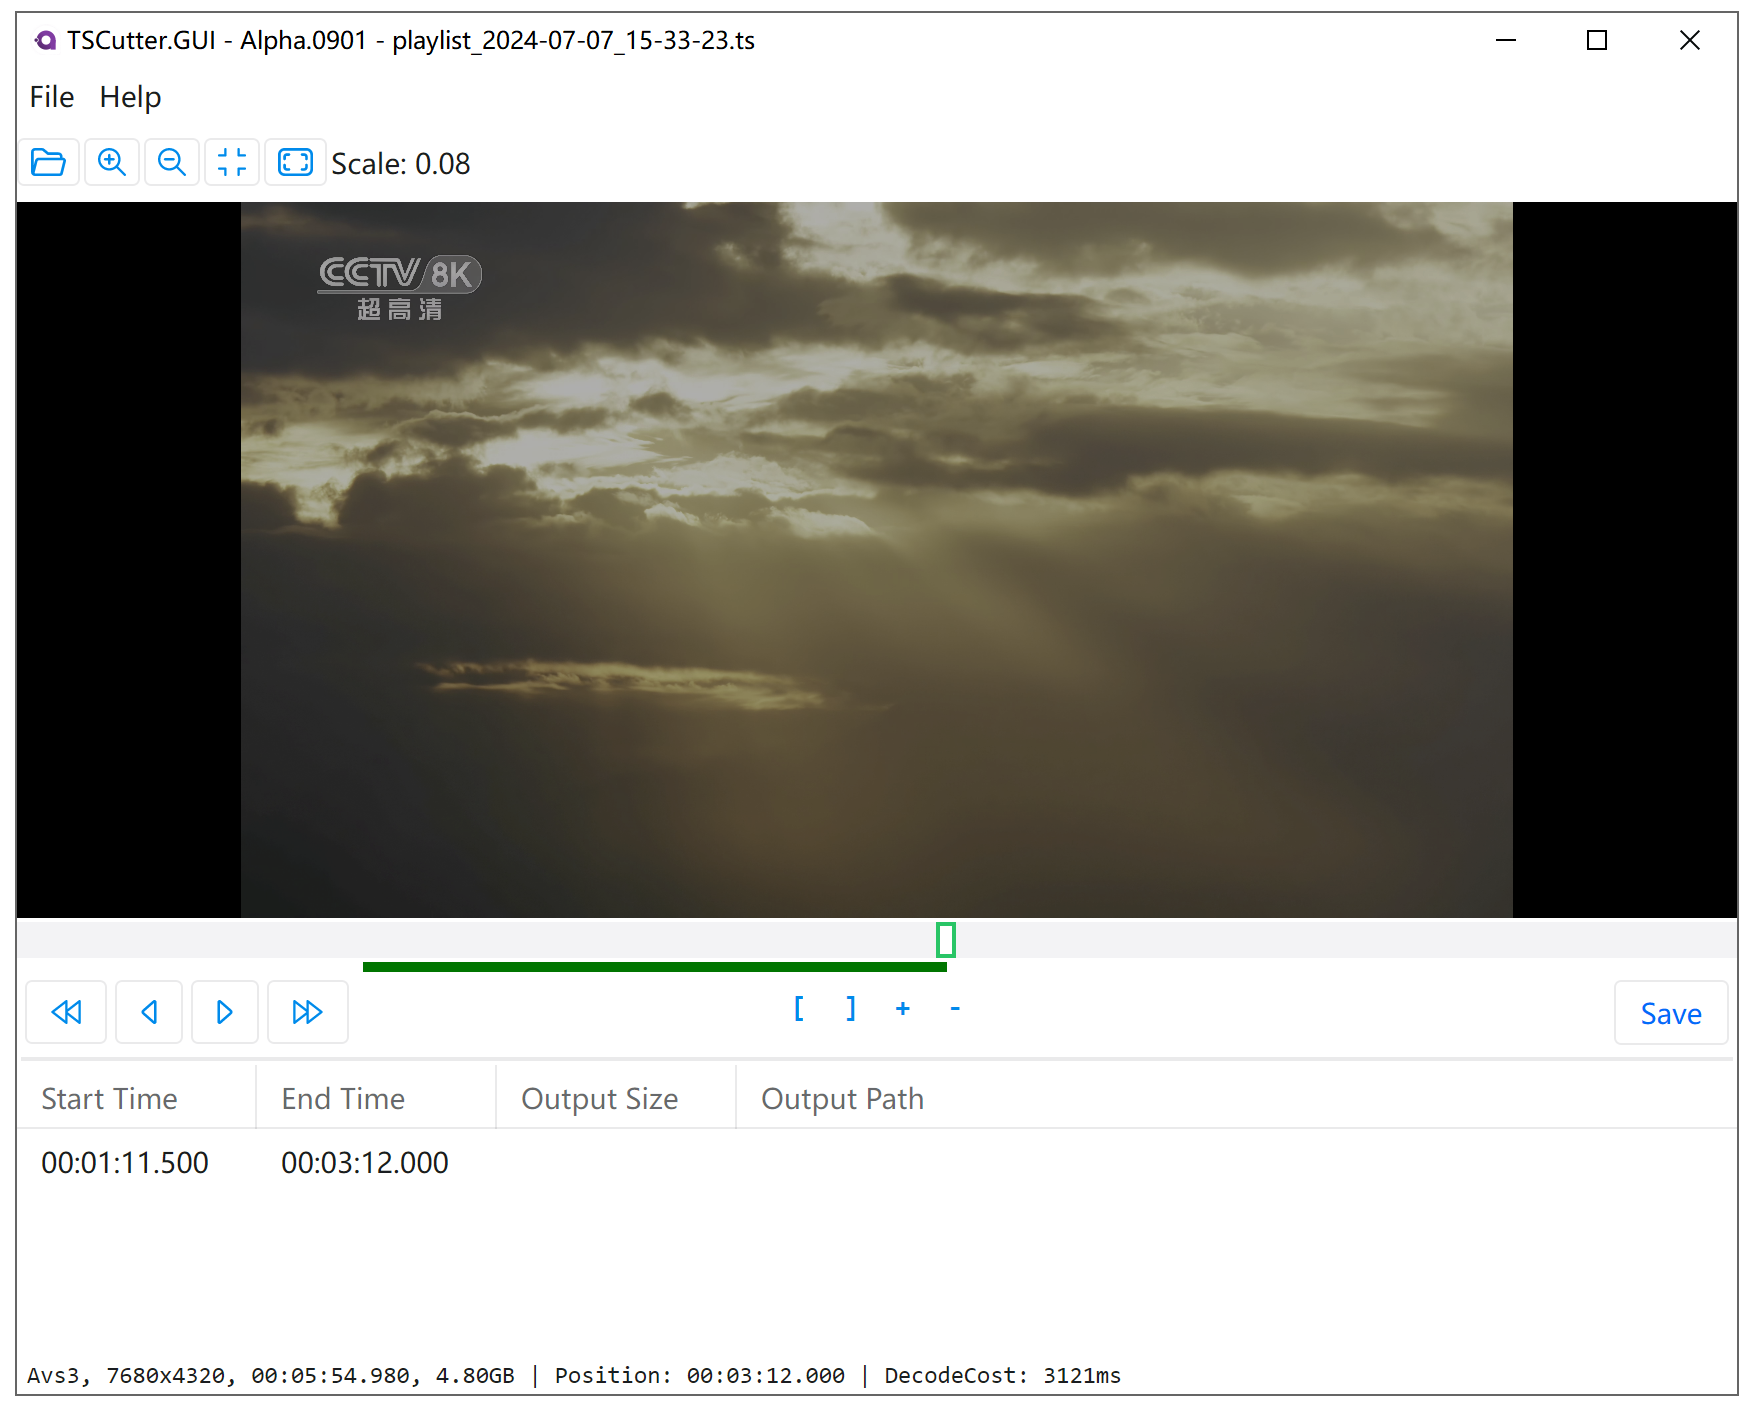 TSCutter.GUI - Alpha.0901 - playlist_2024-07-07_15-33-23.ts
File Help
Scale: 0.08
CCTV 8K
超高清
[ ] + -
Save
Start Time End Time Output Size Output Path
00:01:11.500 00:03:12.000
Avs3, 7680x4320, 00:05:54.980, 4.80GB | Position: 00:03:12.000 | DecodeCost: 3121ms